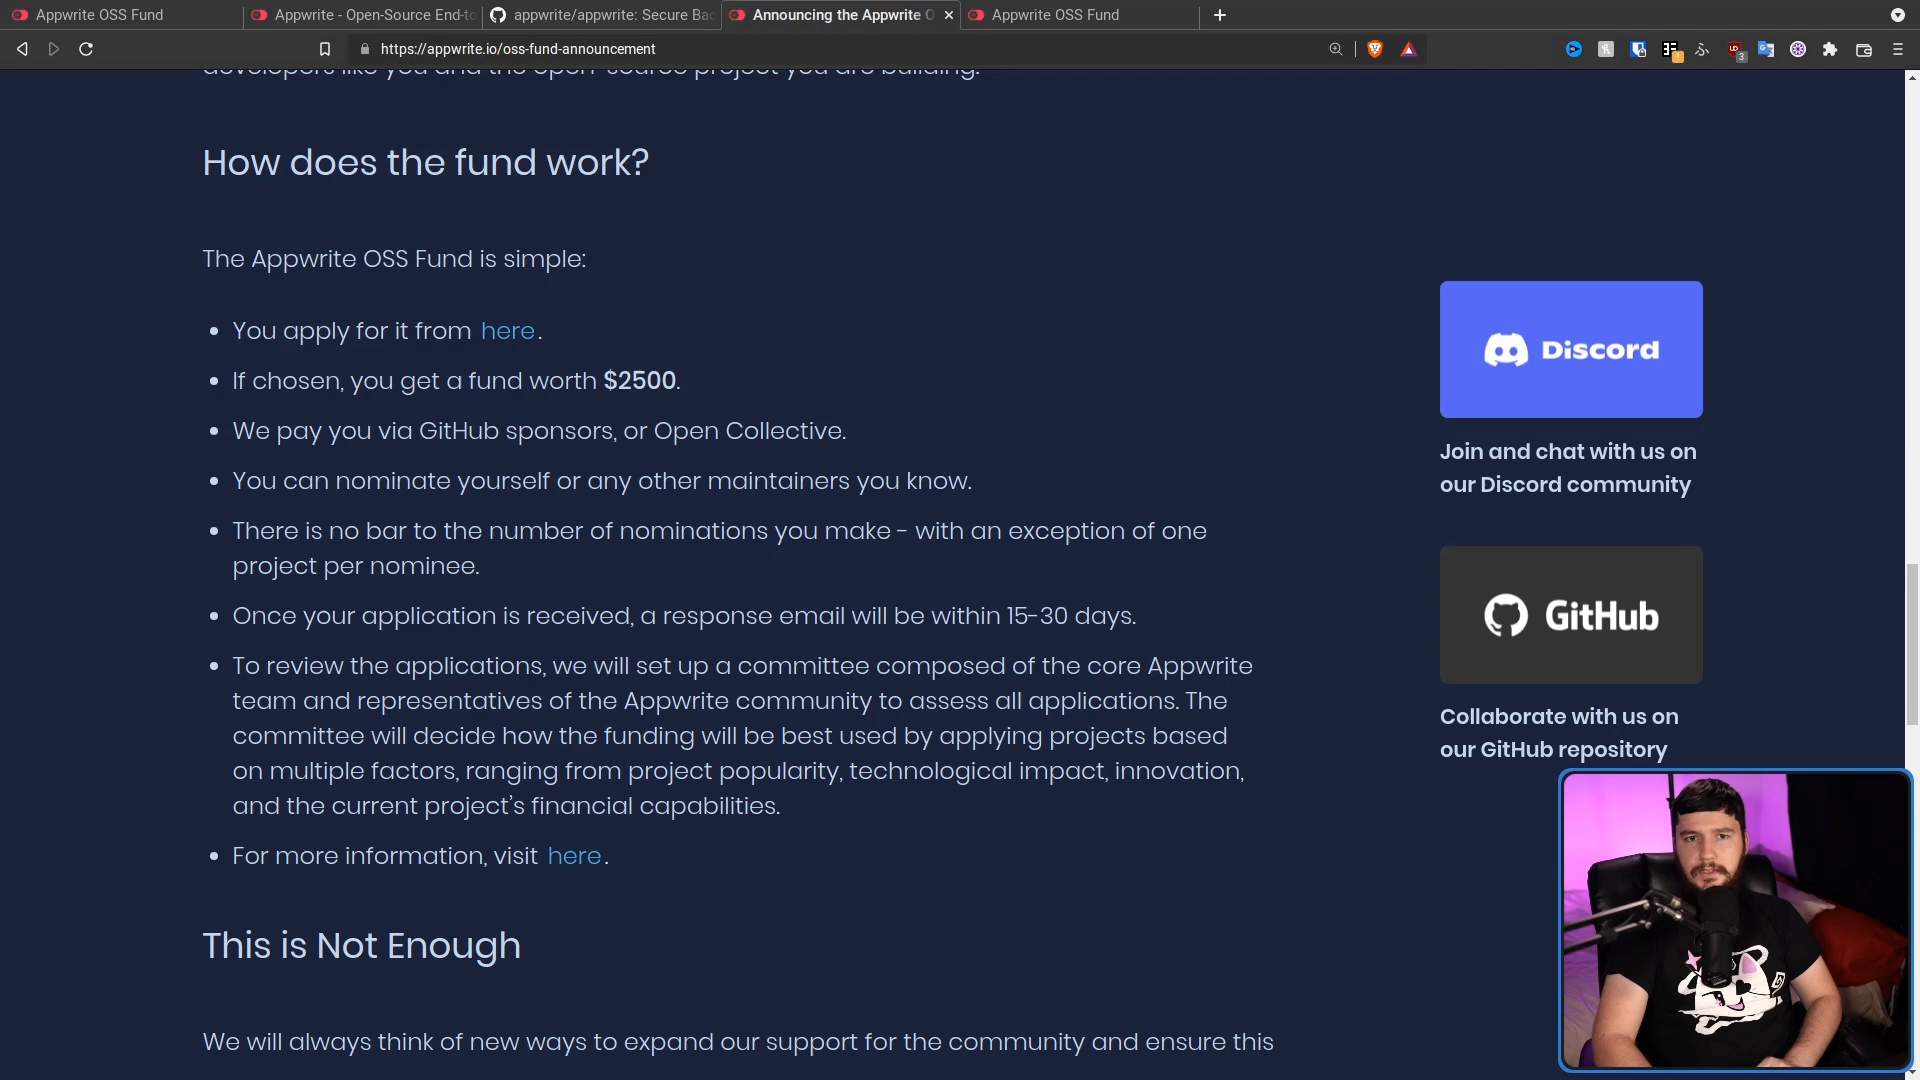 Appwrite OSS Fund
Appwrite - Open-Source End-to
appwrite/appwrite: Secure Bac
Announcing the Appwrite O
Appwrite OSS Fund
https://appwrite.io/oss-fund-announcement
developers like you and the open-source project you are building.
How does the fund work?
The Appwrite OSS Fund is simple:
• You apply for it from here.
• If chosen, you get a fund worth $2500.
• We pay you via GitHub sponsors, or Open Collective.
• You can nominate yourself or any other maintainers you know.
• There is no bar to the number of nominations you make - with an exception of one
project per nominee.
• Once your application is received, a response email will be within 15-30 days.
• To review the applications, we will set up a committee composed of the core Appwrite
team and representatives of the Appwrite community to assess all applications. The
committee will decide how the funding will be best used by applying projects based
on multiple factors, ranging from project popularity, technological impact, innovation,
and the current project's financial capabilities.
• For more information, visit here.
This is Not Enough
We will always think of new ways to expand our support for the community and ensure this
Discord
Join and chat with us on
our Discord community
GitHub
Collaborate with us on
our GitHub repository